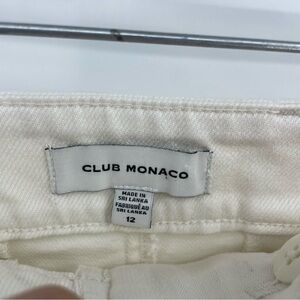 CLUB MONACO
MADE IN
SRI LANKA
FABRIQUÉ AU
SRI LANKA
12